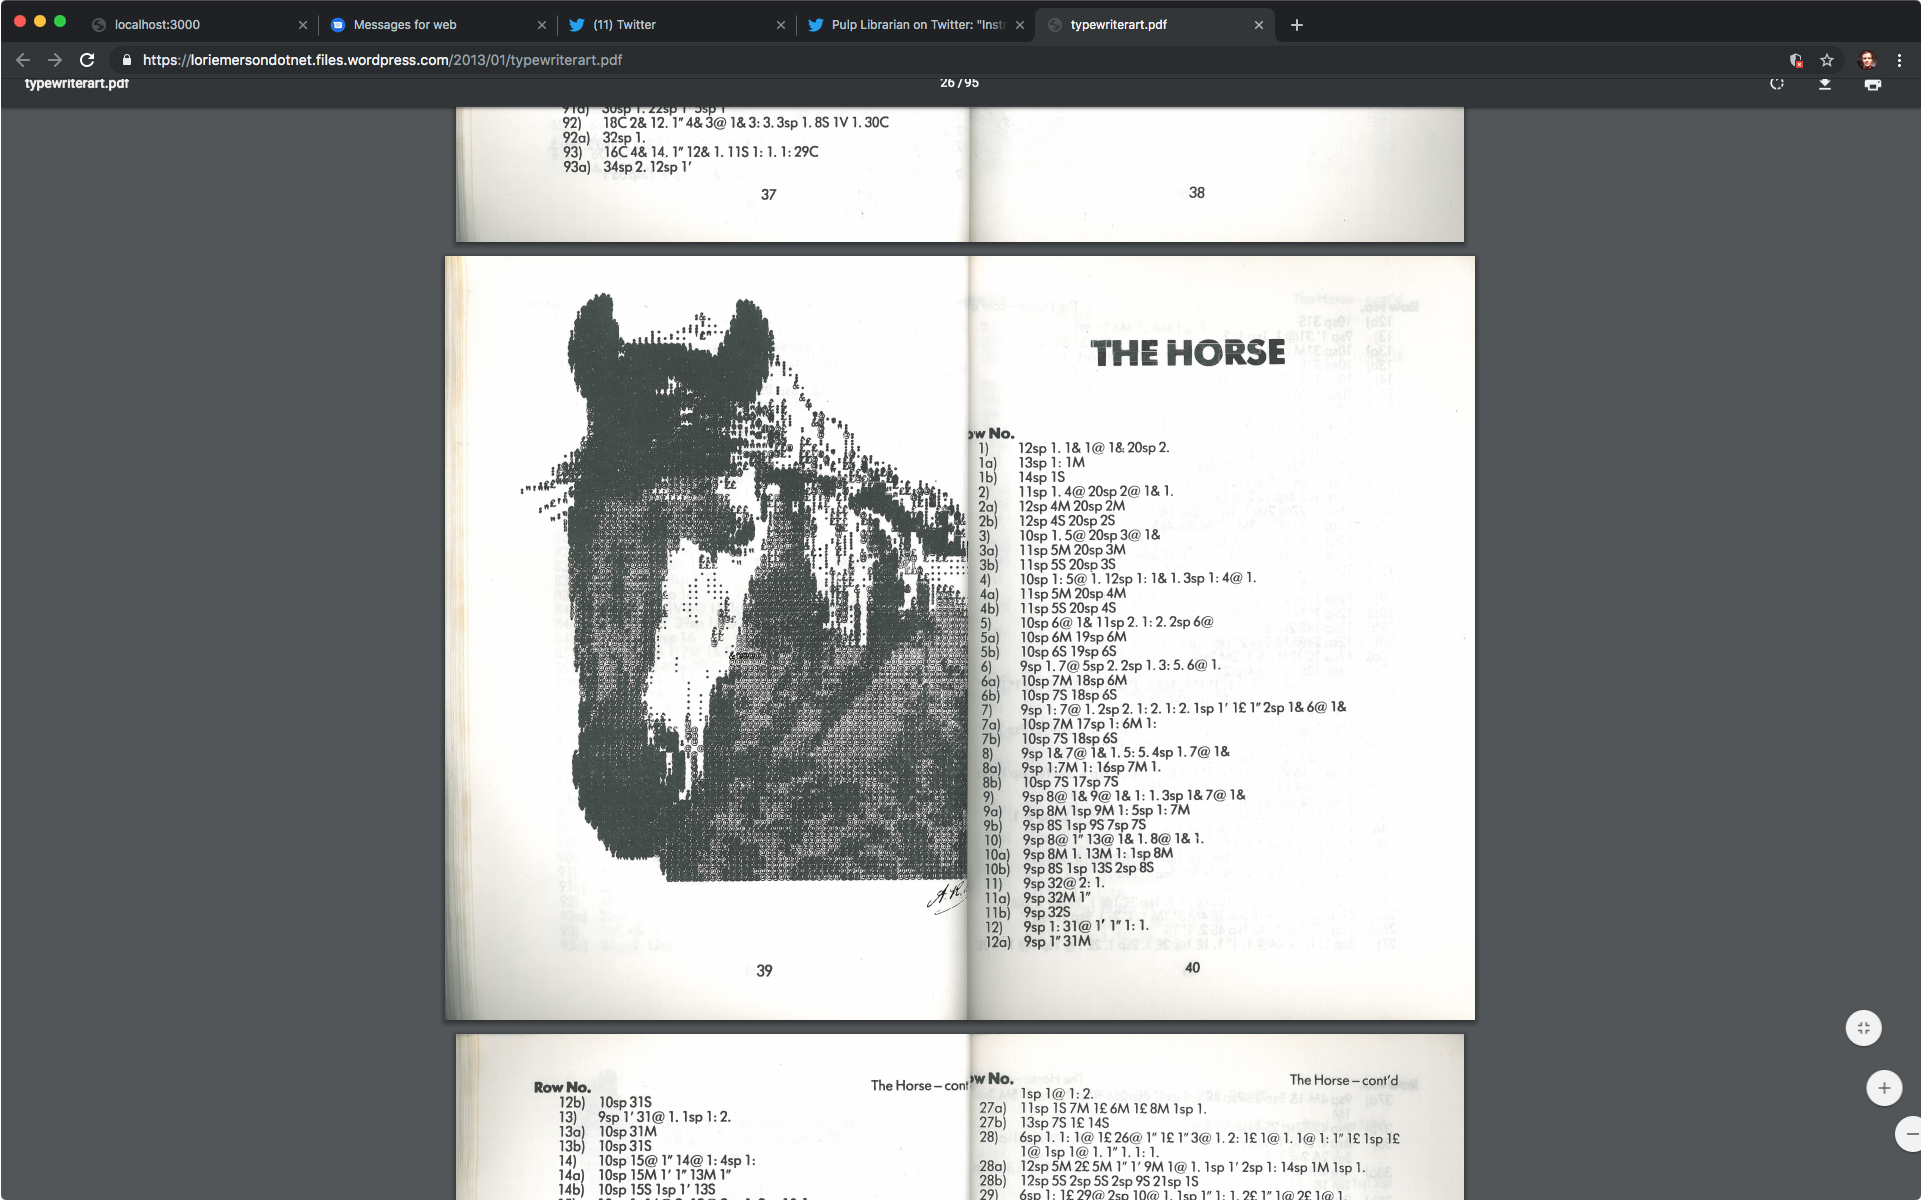 localhost:3000
Messages for web
(11) Twitter
Pulp Librarian on Twitter: "Inst
typewriterart.pdf
https://loriemersondotnet.files.wordpress.com/2013/01/typewriterart.pdf
typewriterart.pdf
26 / 95
91a) 30sp 1. 22sp 1' 5sp 1
92) 18C 2& 12. 1" 4& 3@ 1& 3: 3. 3sp 1. 8S 1V 1. 30C
92a) 32sp 1.
93) 16C 4& 14. 1" 12& 1. 11S 1: 1. 1: 29C
93a) 34sp 2. 12sp 1'
37
38
THE HORSE
ow No.
1) 12sp 1. 1& 1@ 1& 20sp 2.
1a) 13sp 1: 1M
1b) 14sp 1S
2) 11sp 1. 4@ 20sp 2@ 1& 1.
2a) 12sp 4M 20sp 2M
2b) 12sp 4S 20sp 2S
3) 10sp 1. 5@ 20sp 3@ 1&
3a) 11sp 5M 20sp 3M
3b) 11sp 5S 20sp 3S
4) 10sp 1: 5@ 1. 12sp 1: 1& 1. 3sp 1: 4@ 1.
4a) 11sp 5M 20sp 4M
4b) 11sp 5S 20sp 4S
5) 10sp 6@ 1& 11sp 2. 1: 2. 2sp 6@
5a) 10sp 6M 19sp 6M
5b) 10sp 6S 19sp 6S
6) 9sp 1. 7@ 5sp 2. 2sp 1. 3: 5. 6@ 1.
6a) 10sp 7M 18sp 6M
6b) 10sp 7S 18sp 6S
7) 9sp 1: 7@ 1. 2sp 2. 1: 2. 1: 2. 1sp 1' 1£ 1" 2sp 1& 6@ 1&
7a) 10sp 7M 17sp 1: 6M 1:
7b) 10sp 7S 18sp 6S
8) 9sp 1& 7@ 1& 1. 5: 5. 4sp 1. 7@ 1&
8a) 9sp 1:7M 1: 16sp 7M 1.
8b) 10sp 7S 17sp 7S
9) 9sp 8@ 1& 9@ 1& 1: 1. 3sp 1& 7@ 1&
9a) 9sp 8M 1sp 9M 1: 5sp 1: 7M
9b) 9sp 8S 1sp 9S 7sp 7S
10) 9sp 8@ 1" 13@ 1& 1. 8@ 1& 1.
10a) 9sp 8M 1. 13M 1: 1sp 8M
10b) 9sp 8S 1sp 13S 2sp 8S
11) 9sp 32@ 2: 1.
11a) 9sp 32M 1"
11b) 9sp 32S
12) 9sp 1: 31@ 1' 1" 1: 1.
12a) 9sp 1" 31M
39
40
Row No.
The Horse – cont
12b) 10sp 31S
13) 9sp 1' 31@ 1. 1sp 1: 2.
13a) 10sp 31M
13b) 10sp 31S
14) 10sp 15@ 1" 14@ 1: 4sp 1:
14a) 10sp 15M 1' 1" 13M 1"
14b) 10sp 15S 1sp 1' 13S
ow No.
The Horse – cont'd
1sp 1@ 1: 2.
27a) 11sp 1S 7M 1£ 6M 1£ 8M 1sp 1.
27b) 13sp 7S 1£ 14S
28) 6sp 1. 1: 1@ 1£ 26@ 1" 1£ 1" 3@ 1. 2: 1£ 1@ 1. 1@ 1: 1" 1£ 1sp 1£
1@ 1sp 1@ 1. 1" 1. 1: 1.
28a) 12sp 5M 2£ 5M 1" 1' 9M 1@ 1. 1sp 1' 2sp 1: 14sp 1M 1sp 1.
28b) 12sp 5S 2sp 5S 2sp 9S 21sp 1S
29) 6sp 1: 1£ 29@ 2sp 10@ 1. 1sp 1" 1: 1. 2£ 1" 1@ 2£ 1@ 1